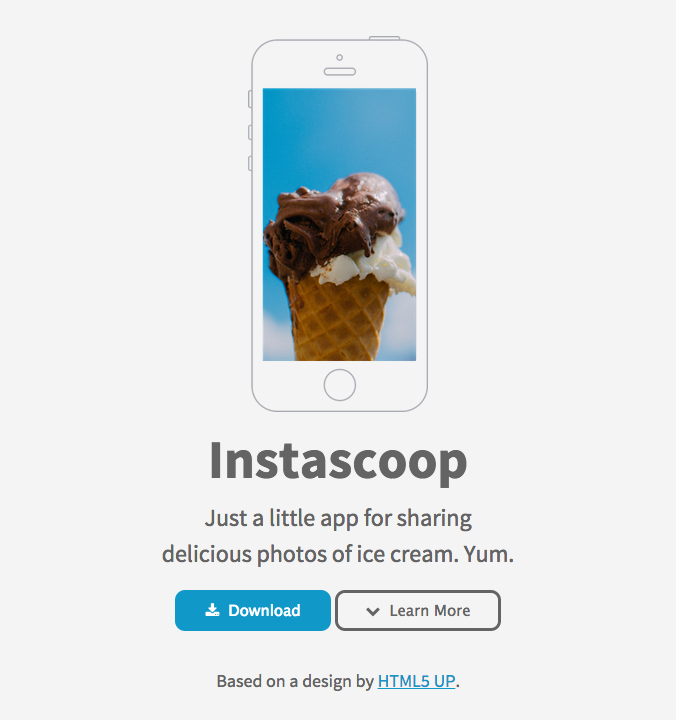 Instascoop
Just a little app for sharing
delicious photos of ice cream. Yum.
Download
Learn More
Based on a design by HTML5 UP.